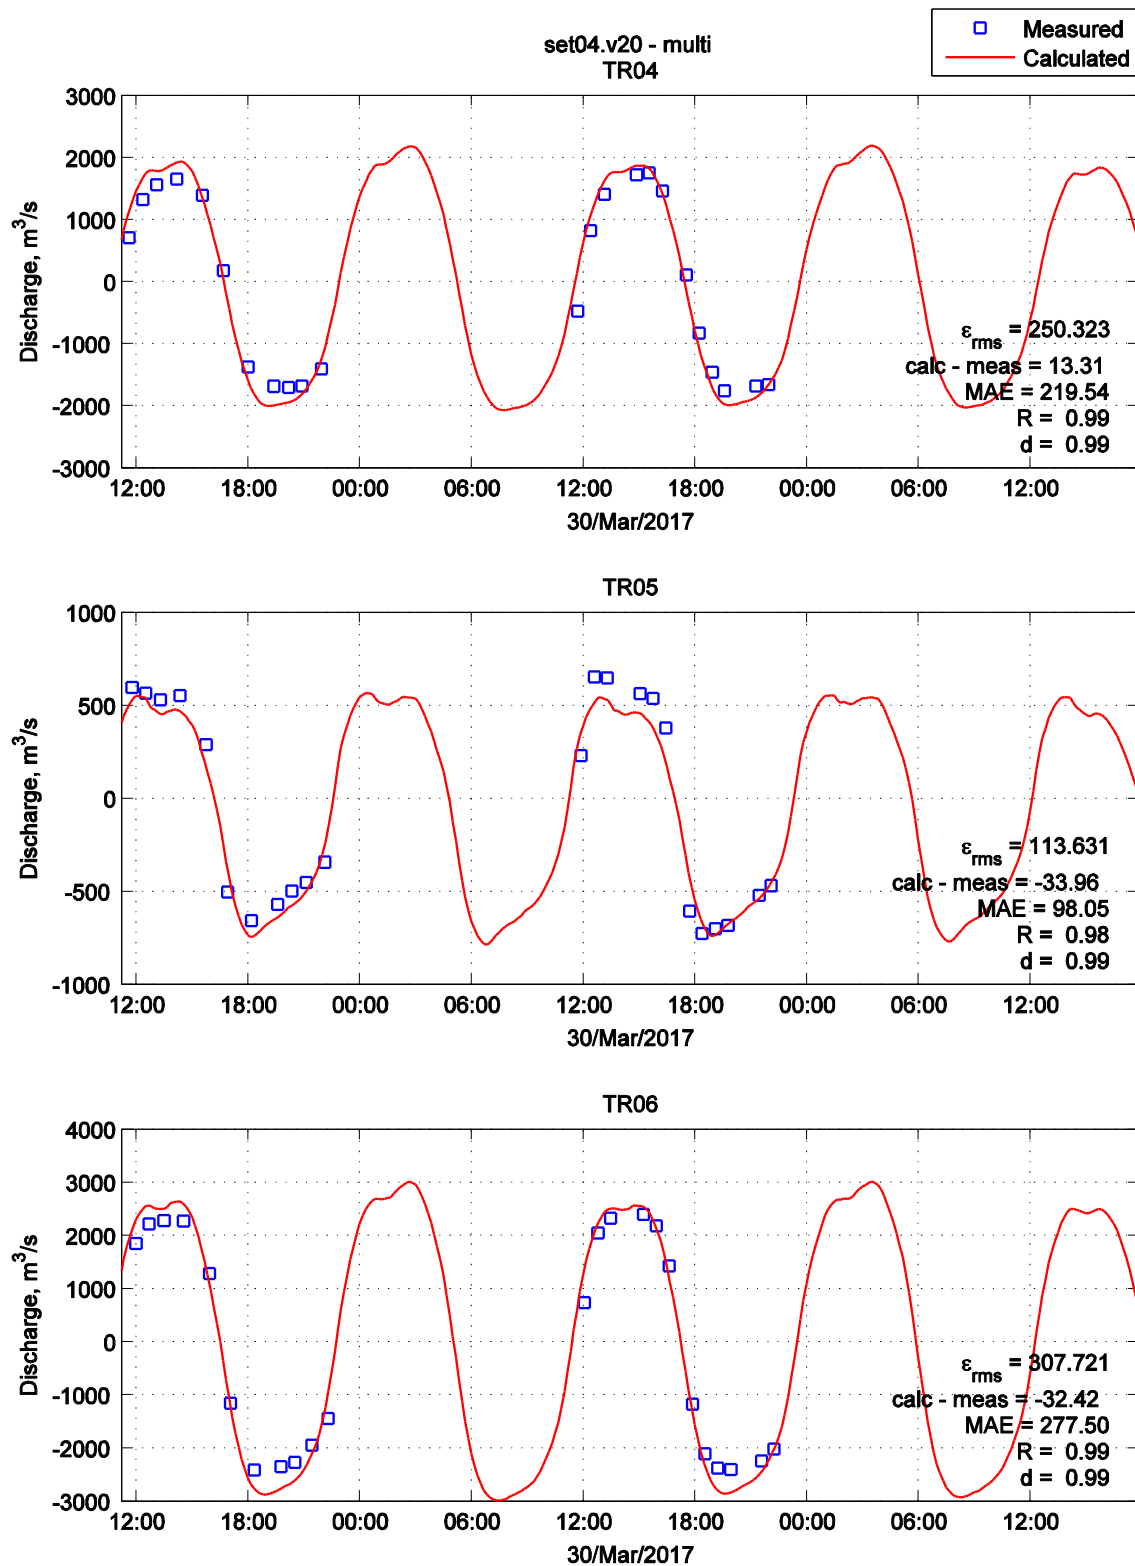 set04.v20 - multi
TR04
Measured
Calculated
3000
2000
1000
0
-1000
-2000
-3000
Discharge, m³/s
εrms = 250.323
calc - meas = 13.31
MAE = 219.54
R = 0.99
d = 0.99
12:00 18:00 00:00 06:00 12:00 18:00 00:00 06:00 12:00
30/Mar/2017
TR05
1000
500
0
-500
-1000
Discharge, m³/s
εrms = 113.631
calc - meas = -33.96
MAE = 98.05
R = 0.98
d = 0.99
12:00 18:00 00:00 06:00 12:00 18:00 00:00 06:00 12:00
30/Mar/2017
TR06
4000
3000
2000
1000
0
-1000
-2000
-3000
Discharge, m³/s
εrms = 307.721
calc - meas = -32.42
MAE = 277.50
R = 0.99
d = 0.99
12:00 18:00 00:00 06:00 12:00 18:00 00:00 06:00 12:00
30/Mar/2017